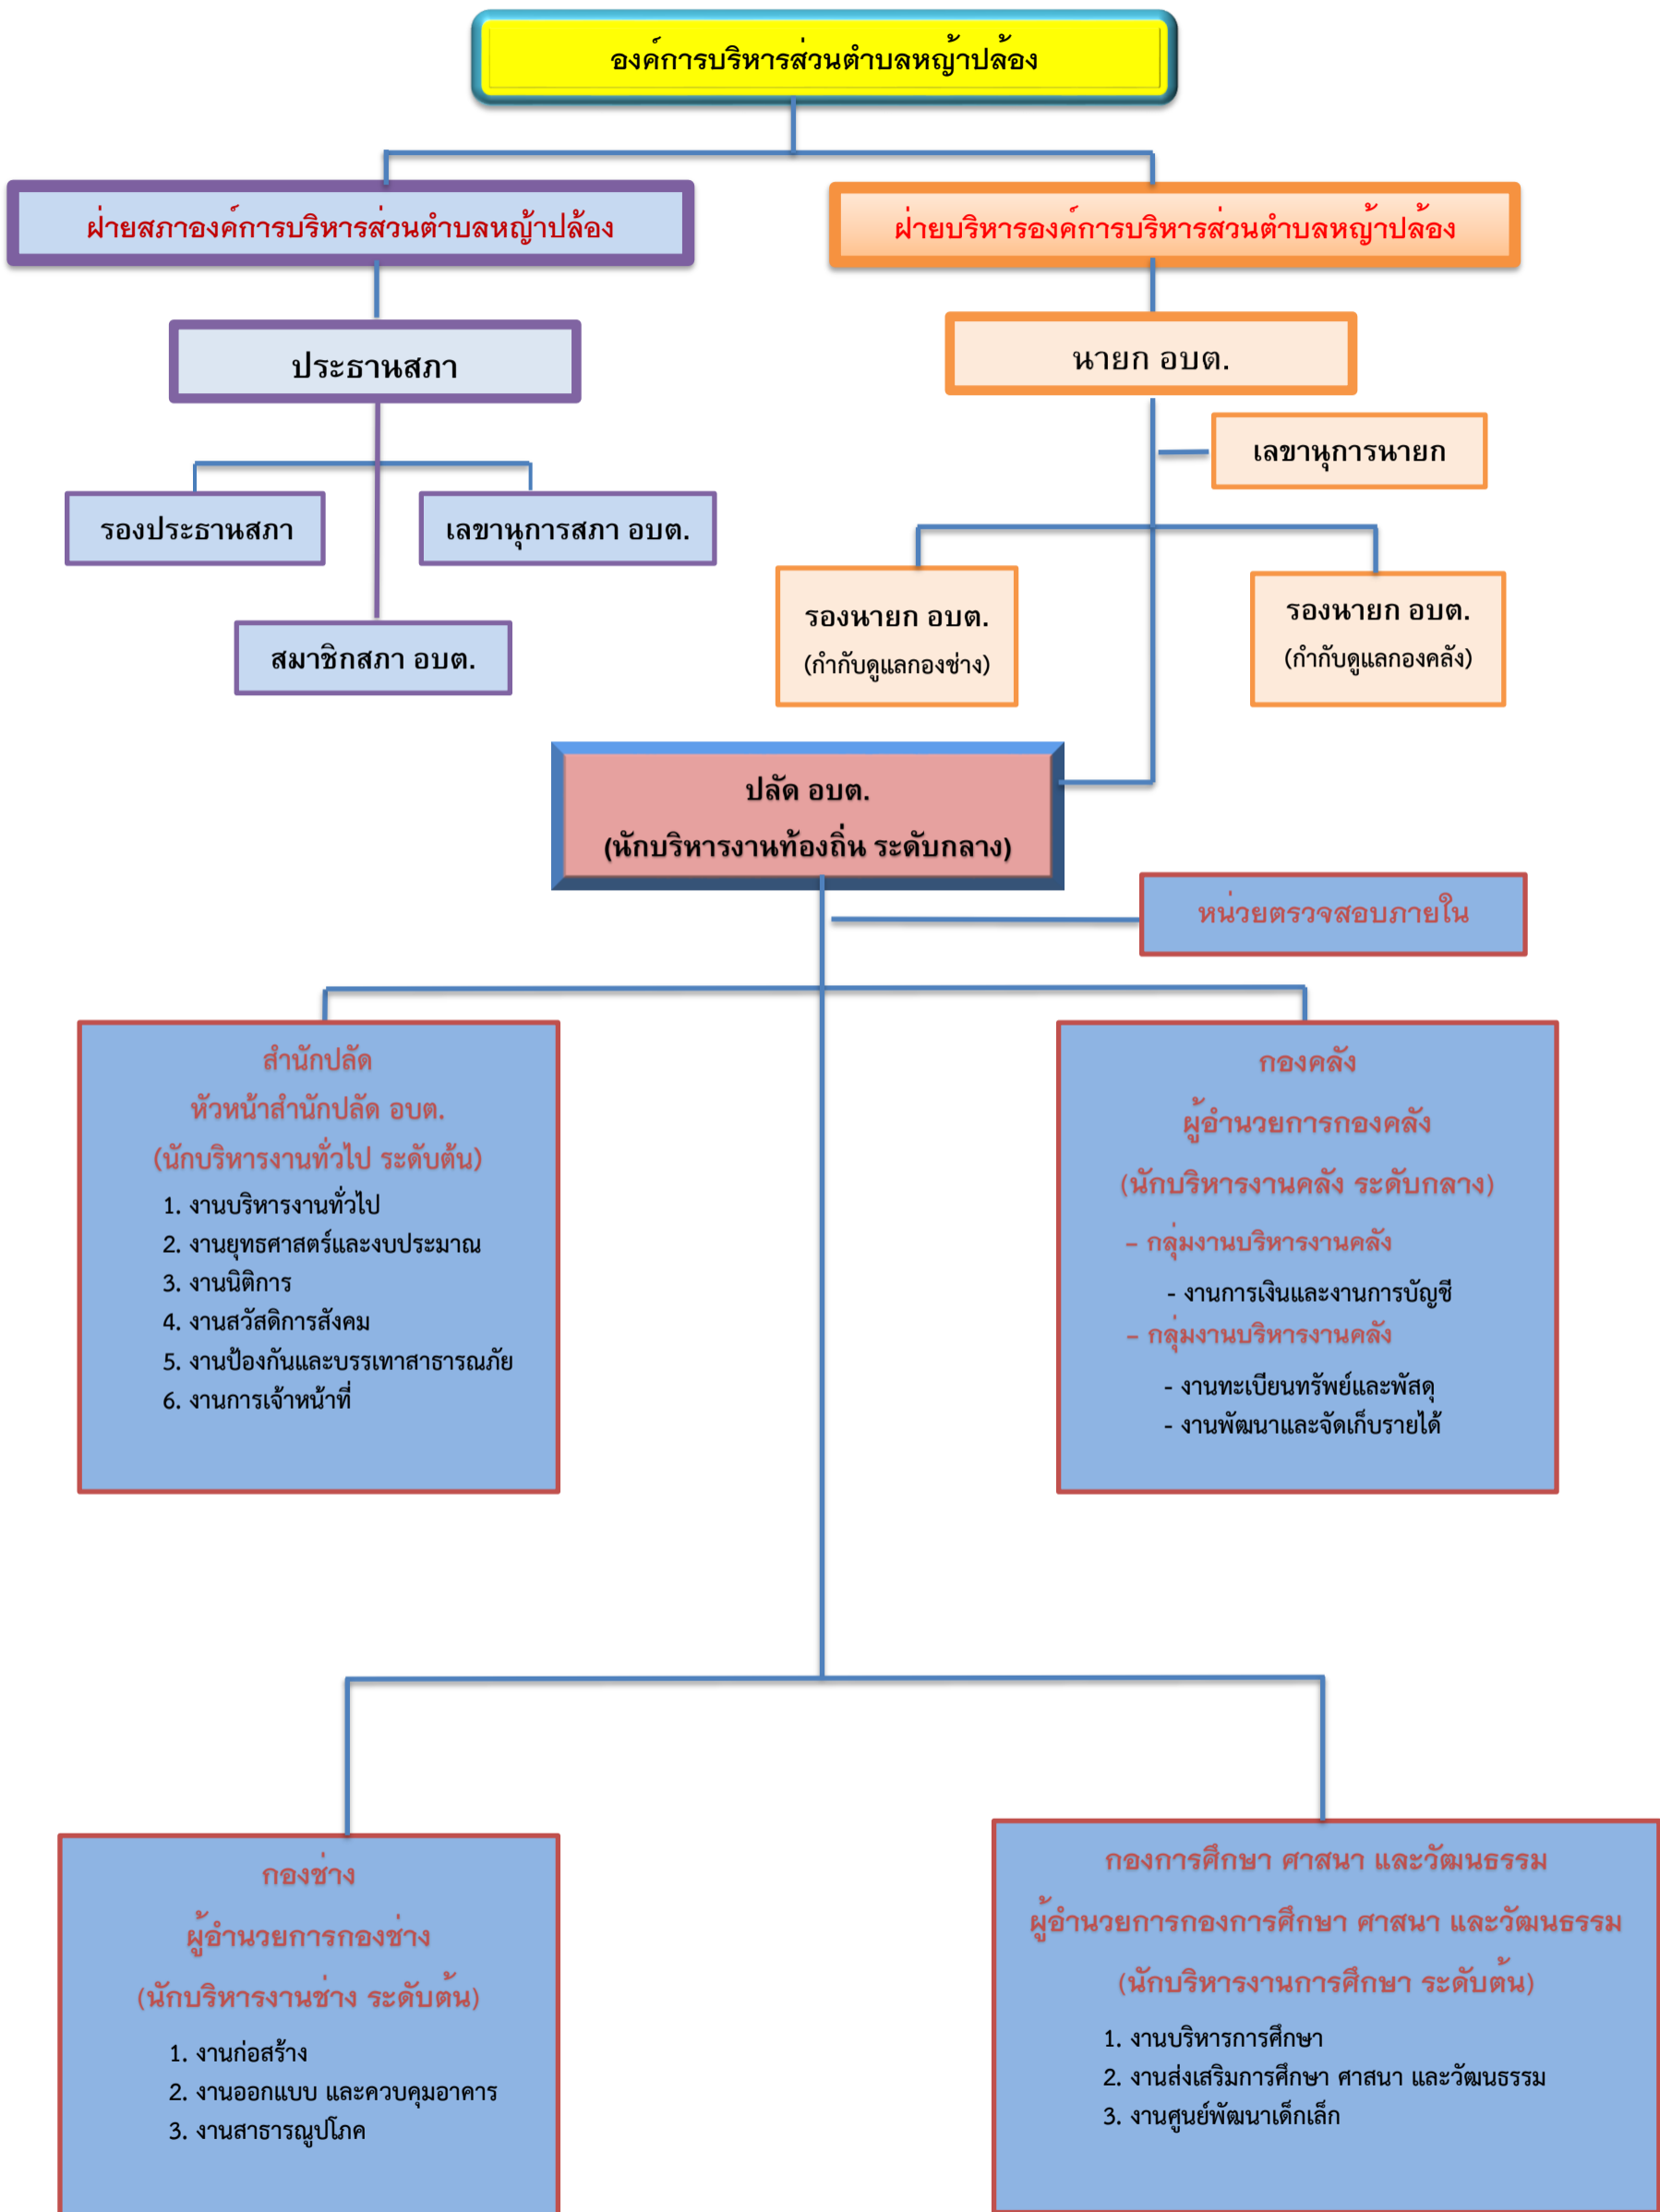 องค์การบริหารส่วนตำบลหญ้าปล้อง
ฝ่ายสภาองค์การบริหารส่วนตำบลหญ้าปล้อง
ฝ่ายบริหารองค์การบริหารส่วนตำบลหญ้าปล้อง
ประธานสภา
นายก อบต.
เลขานุการนายก
รองประธานสภา
เลขานุการสภา อบต.
สมาชิกสภา อบต.
รองนายก อบต.
(กำกับดูแลกองช่าง)
รองนายก อบต.
(กำกับดูแลกองคลัง)
ปลัด อบต.
(นักบริหารงานท้องถิ่น ระดับกลาง)
หน่วยตรวจสอบภายใน
สำนักปลัด
หัวหน้าสำนักปลัด อบต.
(นักบริหารงานทั่วไป ระดับต้น)
1. งานบริหารงานทั่วไป
2. งานยุทธศาสตร์และงบประมาณ
3. งานนิติการ
4. งานสวัสดิการสังคม
5. งานป้องกันและบรรเทาสาธารณภัย
6. งานการเจ้าหน้าที่
กองคลัง
ผู้อำนวยการกองคลัง
(นักบริหารงานคลัง ระดับกลาง)
– กลุ่มงานบริหารงานคลัง
- งานการเงินและงานการบัญชี
– กลุ่มงานบริหารงานคลัง
- งานทะเบียนทรัพย์และพัสดุ
- งานพัฒนาและจัดเก็บรายได้
กองช่าง
ผู้อำนวยการกองช่าง
(นักบริหารงานช่าง ระดับต้น)
1. งานก่อสร้าง
2. งานออกแบบ และควบคุมอาคาร
3. งานสาธารณูปโภค
กองการศึกษา ศาสนา และวัฒนธรรม
ผู้อำนวยการกองการศึกษา ศาสนา และวัฒนธรรม
(นักบริหารงานการศึกษา ระดับต้น)
1. งานบริหารการศึกษา
2. งานส่งเสริมการศึกษา ศาสนา และวัฒนธรรม
3. งานศูนย์พัฒนาเด็กเล็ก